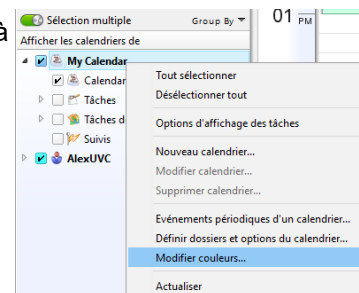 à
Sélection multiple Group By
01 PM
Afficher les calendriers de
My Calendar
Calendar
Tâches
Tâches d
Suivis
AlexUVC
Tout sélectionner
Désélectionner tout
Options d'affichage des tâches
Nouveau calendrier...
Modifier calendrier...
Supprimer calendrier...
Evénements périodiques d'un calendrier...
Définir dossiers et options du calendrier...
Modifier couleurs...
Actualiser